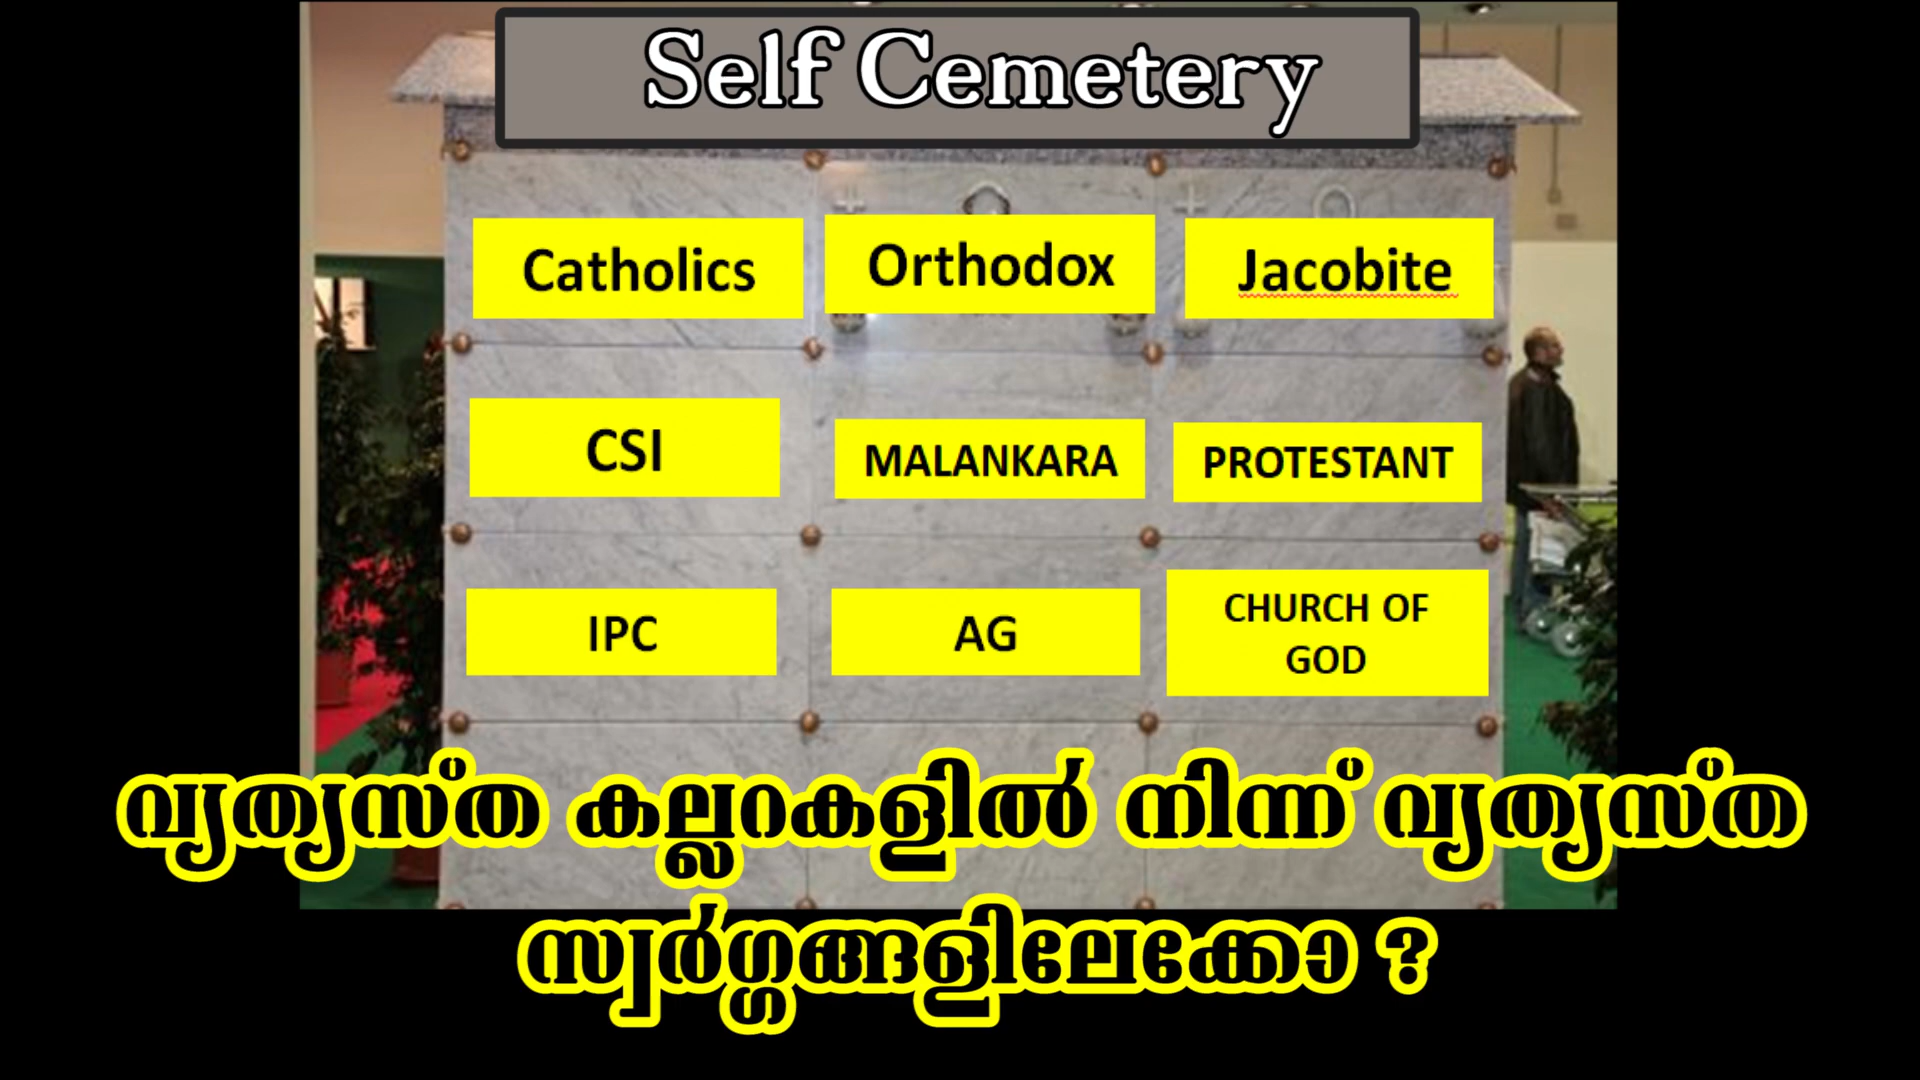 Self Cemetery
Catholics
Orthodox
Jacobite
CSI
MALANKARA
PROTESTANT
IPC
AG
CHURCH OF
GOD
വ്യത്യസ്ത കല്ലറകളിൽ നിന്ന് വ്യത്യസ്ത
സ്വർഗ്ഗങ്ങളിലേക്കോ ?